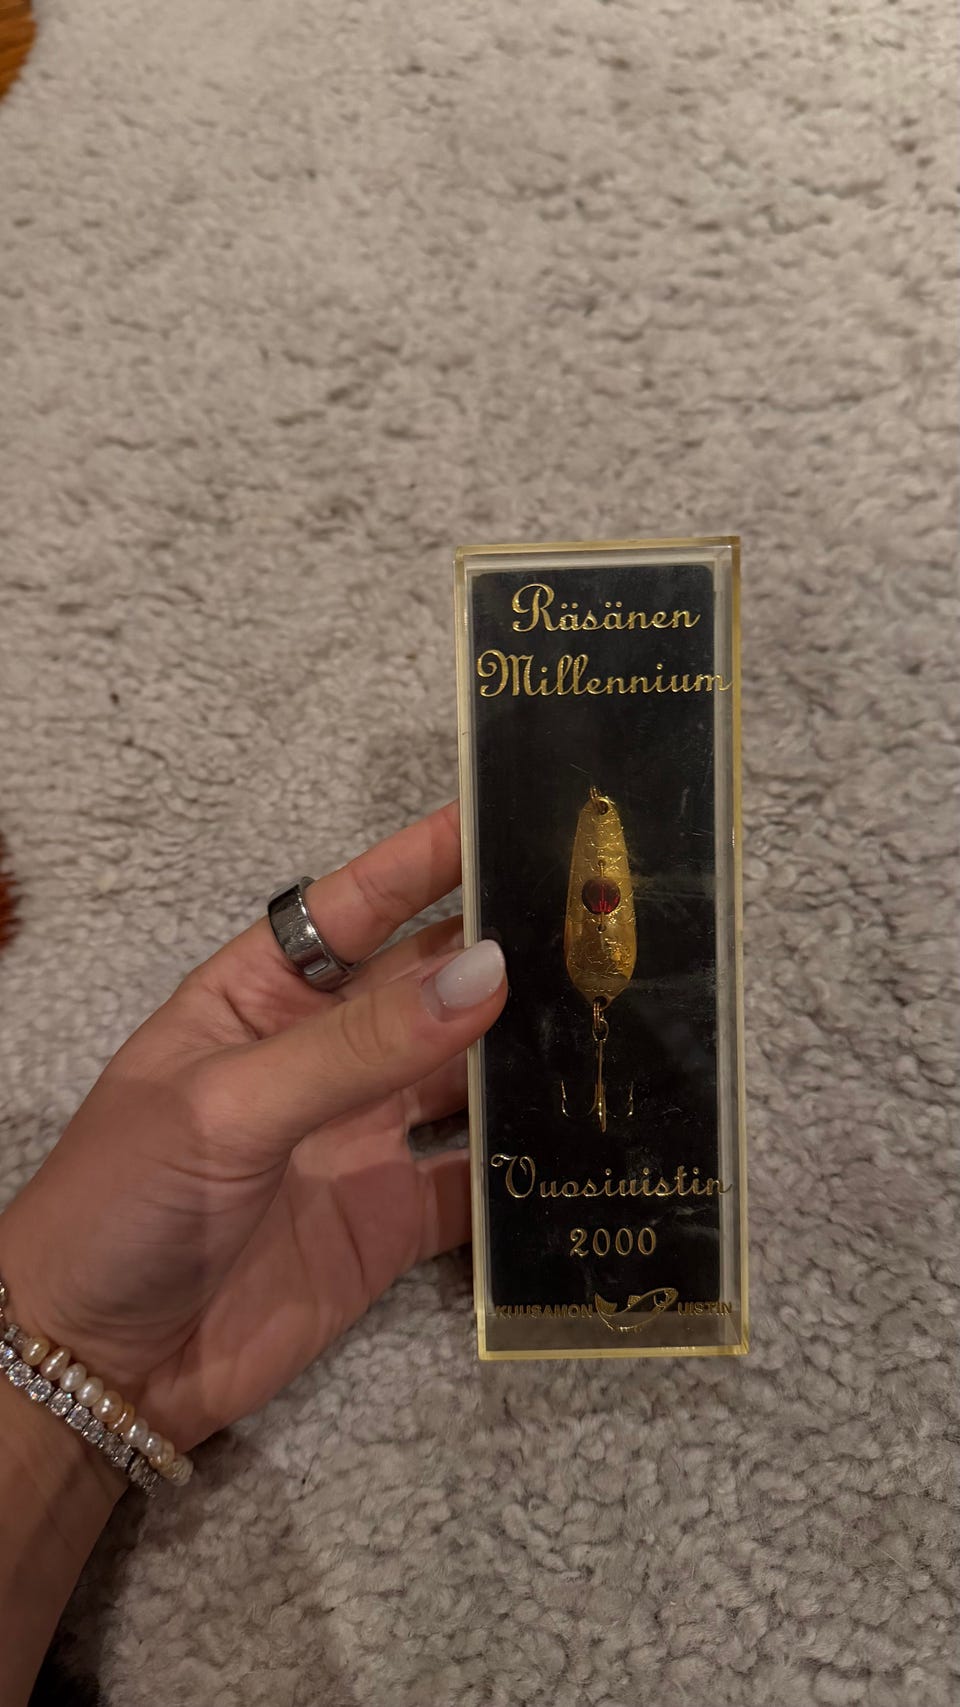 Räsänen
Millennium
Vuosiuistin
2000
KUUSAMON UISTIN